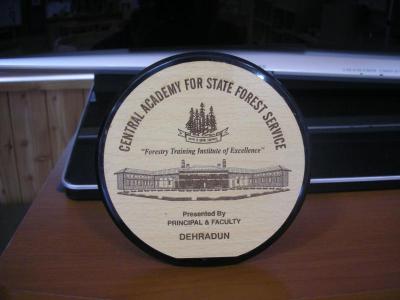 CENTRAL ACADEMY FOR STATE FOREST SERVICE
"Forestry Training Institute of Excellence"
Presented By
PRINCIPAL & FACULTY
DEHRADUN